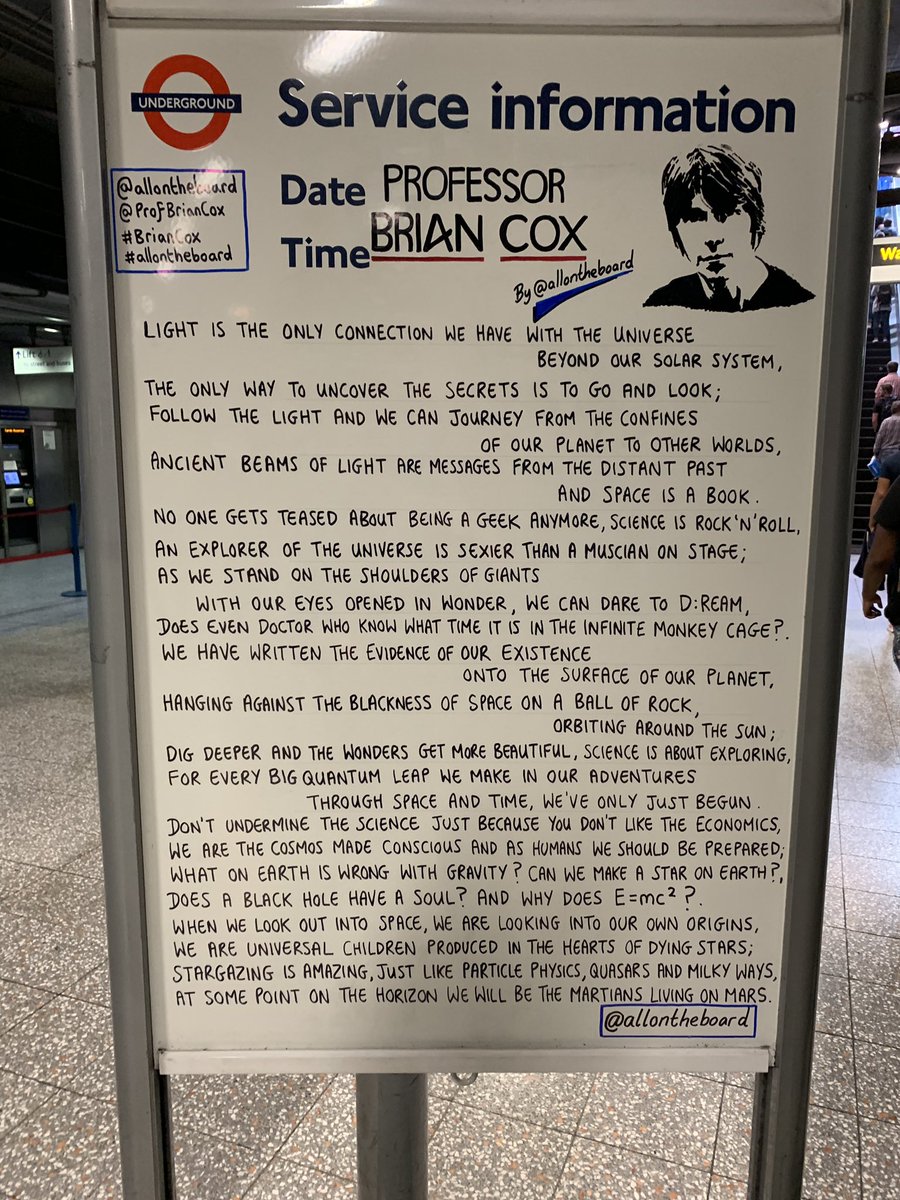 UNDERGROUND
Service information
@allontheboard
@ProfBrianCox
#BrianCox
#allontheboard
Date PROFESSOR
Time BRIAN COX
By @allontheboard
LIGHT IS THE ONLY CONNECTION WE HAVE WITH THE UNIVERSE
BEYOND OUR SOLAR SYSTEM,
THE ONLY WAY TO UNCOVER THE SECRETS IS TO GO AND LOOK;
FOLLOW THE LIGHT AND WE CAN JOURNEY FROM THE CONFINES
OF OUR PLANET TO OTHER WORLDS,
ANCIENT BEAMS OF LIGHT ARE MESSAGES FROM THE DISTANT PAST
AND SPACE IS A BOOK.
NO ONE GETS TEASED ABOUT BEING A GEEK ANYMORE, SCIENCE IS ROCK'N'ROLL,
AN EXPLORER OF THE UNIVERSE IS SEXIER THAN A MUSCIAN ON STAGE;
AS WE STAND ON THE SHOULDERS OF GIANTS
WITH OUR EYES OPENED IN WONDER, WE CAN DARE TO D:REAM,
DOES EVEN DOCTOR WHO KNOW WHAT TIME IT IS IN THE INFINITE MONKEY CAGE?.
WE HAVE WRITTEN THE EVIDENCE OF OUR EXISTENCE
ONTO THE SURFACE OF OUR PLANET,
HANGING AGAINST THE BLACKNESS OF SPACE ON A BALL OF ROCK,
ORBITING AROUND THE SUN;
DIG DEEPER AND THE WONDERS GET MORE BEAUTIFUL, SCIENCE IS ABOUT EXPLORING,
FOR EVERY BIG QUANTUM LEAP WE MAKE IN OUR ADVENTURES
THROUGH SPACE AND TIME, WE'VE ONLY JUST BEGUN.
DON'T UNDERMINE THE SCIENCE JUST BECAUSE YOU DON'T LIKE THE ECONOMICS,
WE ARE THE COSMOS MADE CONSCIOUS AND AS HUMANS WE SHOULD BE PREPARED;
WHAT ON EARTH IS WRONG WITH GRAVITY? CAN WE MAKE A STAR ON EARTH?,
DOES A BLACK HOLE HAVE A SOUL? AND WHY DOES E=mc²?.
WHEN WE LOOK OUT INTO SPACE, WE ARE LOOKING INTO OUR OWN ORIGINS,
WE ARE UNIVERSAL CHILDREN PRODUCED IN THE HEARTS OF DYING STARS;
STARGAZING IS AMAZING, JUST LIKE PARTICLE PHYSICS, QUASARS AND MILKY WAYS,
AT SOME POINT ON THE HORIZON WE WILL BE THE MARTIANS LIVING ON MARS.
@allontheboard
Lift
street and buses
Wa